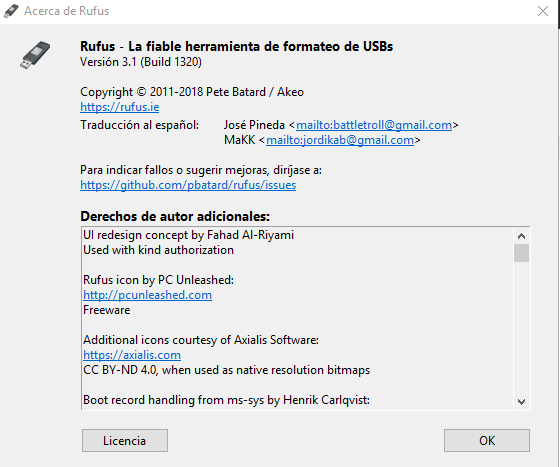 Acerca de Rufus
Rufus - La fiable herramienta de formateo de USBs
Versión 3.1 (Build 1320)
Copyright © 2011-2018 Pete Batard / Akeo
https://rufus.ie
Traducción al español: José Pineda <mailto:battletroll@gmail.com>
MaKK <mailto:jordikab@gmail.com>
Para indicar fallos o sugerir mejoras, diríjase a:
https://github.com/pbatard/rufus/issues
Derechos de autor adicionales:
UI redesign concept by Fahad Al-Riyami
Used with kind authorization
Rufus icon by PC Unleashed:
http://pcunleashed.com
Freeware
Additional icons courtesy of Axialis Software:
https://axialis.com
CC BY-ND 4.0, when used as native resolution bitmaps
Boot record handling from ms-sys by Henrik Carlqvist:
Licencia
OK